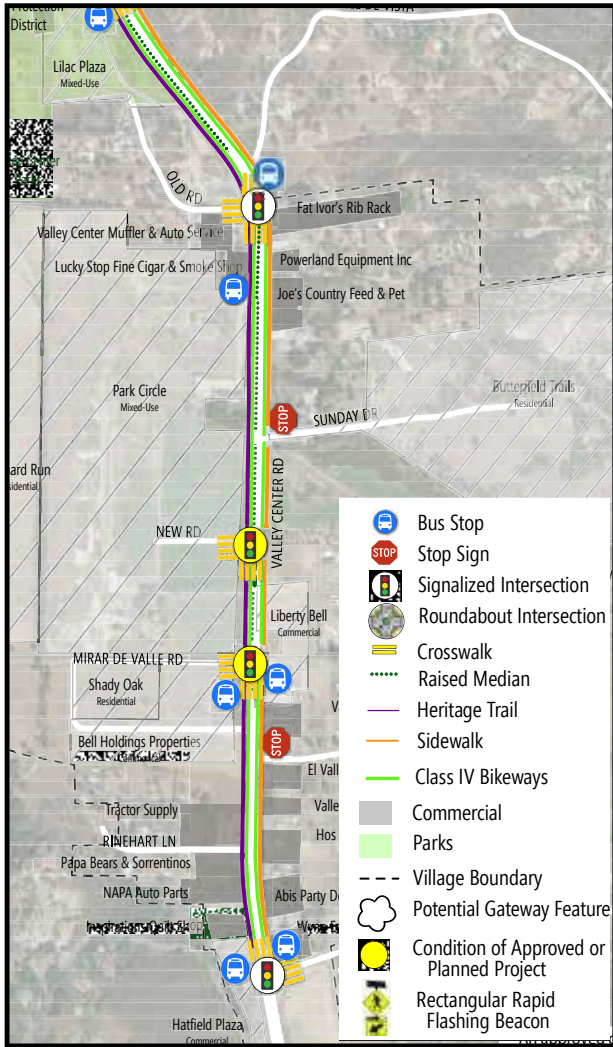 Protection
District
DE VISTA
Lilac Plaza
Mixed-Use
OLD RD
Fat Ivor's Rib Rack
Valley Center Muffler & Auto Service
Lucky Stop Fine Cigar & Smoke Shop
Powerland Equipment Inc
Joe's Country Feed & Pet
Park Circle
Mixed-Use
Butterfield Trails
Residential
STOP
SUNDAY DR
VALLEY CENTER RD
NEW RD
Liberty Bell
Commercial
MIRAR DE VALLE RD
Shady Oak
Residential
Bell Holdings Properties
Commercial
STOP
El Vall
Valle
Tractor Supply
Hos
RINEHART LN
Papa Bears & Sorrentinos
NAPA Auto Parts
Abis Party De
Hatfield Plaza
Commercial
Bus Stop
STOP
Stop Sign
Signalized Intersection
Roundabout Intersection
Crosswalk
Raised Median
Heritage Trail
Sidewalk
Class IV Bikeways
Commercial
Parks
Village Boundary
Potential Gateway Feature
Condition of Approved or
Planned Project
Rectangular Rapid
Flashing Beacon